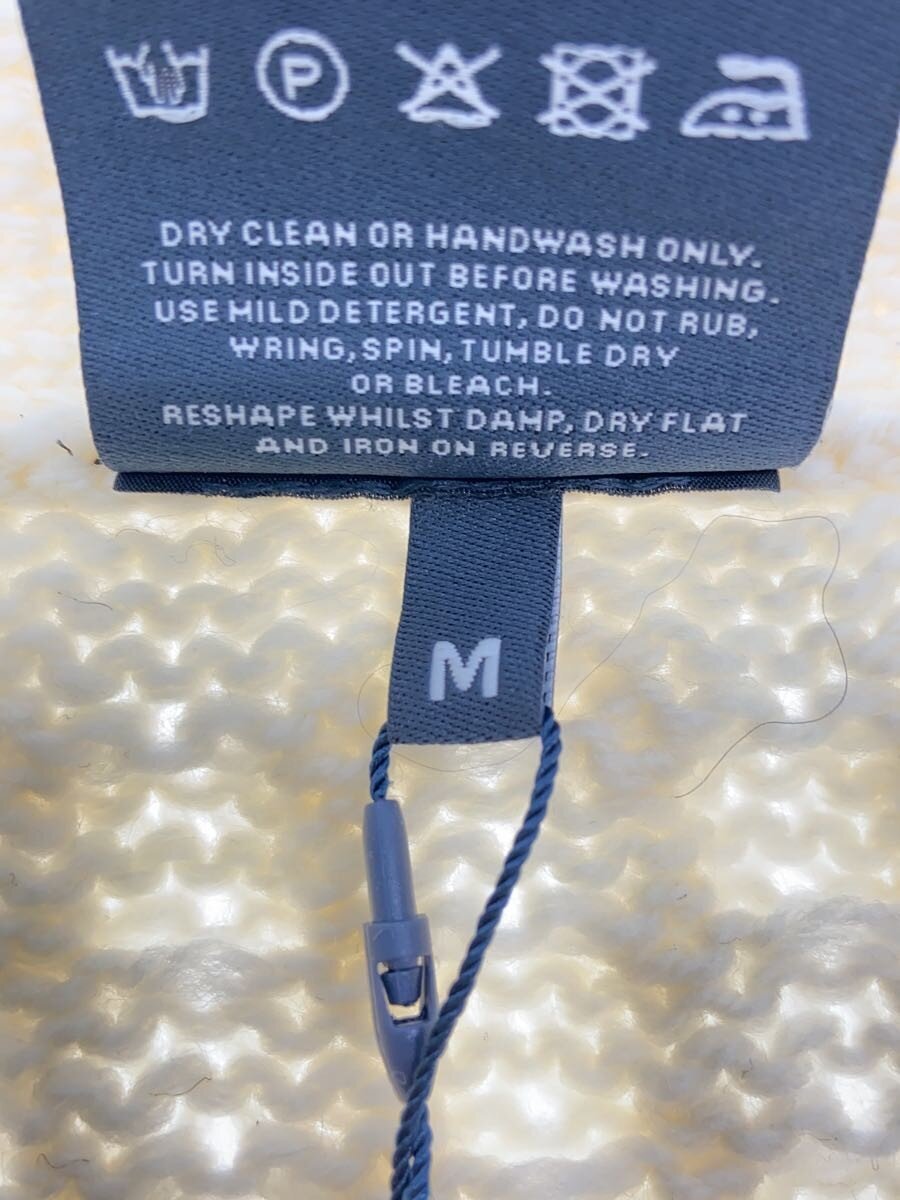 P
DRY CLEAN OR HANDWASH ONLY.
TURN INSIDE OUT BEFORE WASHING.
USE MILD DETERGENT, DO NOT RUB,
WRING, SPIN, TUMBLE DRY
OR BLEACH.
RESHAPE WHILST DAMP, DRY FLAT
AND IRON ON REVERSE.
M